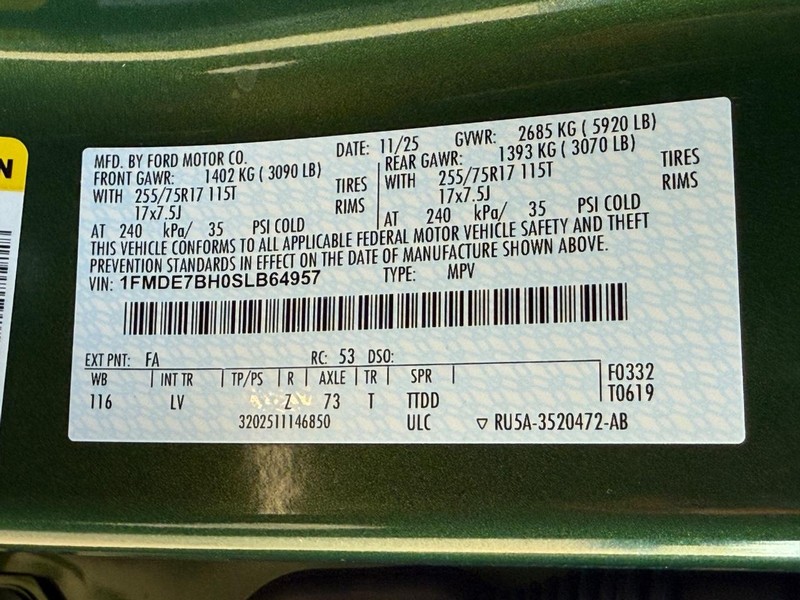 N
MFD. BY FORD MOTOR CO. DATE: 11/25 GVWR: 2685 KG ( 5920 LB)
FRONT GAWR: 1402 KG ( 3090 LB) REAR GAWR: 1393 KG ( 3070 LB)
WITH 255/75R17 115T TIRES WITH 255/75R17 115T TIRES
17x7.5J RIMS 17x7.5J RIMS
AT 240 kPa/ 35 PSI COLD AT 240 kPa/ 35 PSI COLD
THIS VEHICLE CONFORMS TO ALL APPLICABLE FEDERAL MOTOR VEHICLE SAFETY AND THEFT
PREVENTION STANDARDS IN EFFECT ON THE DATE OF MANUFACTURE SHOWN ABOVE.
VIN: 1FMDE7BH0SLB64957 TYPE: MPV
EXT PNT: FA RC: 53 DSO:
WB INT TR TP/PS R AXLE TR SPR F0332
116 LV Z 73 T TTDD T0619
3202511146850 ULC ▽ RU5A-3520472-AB